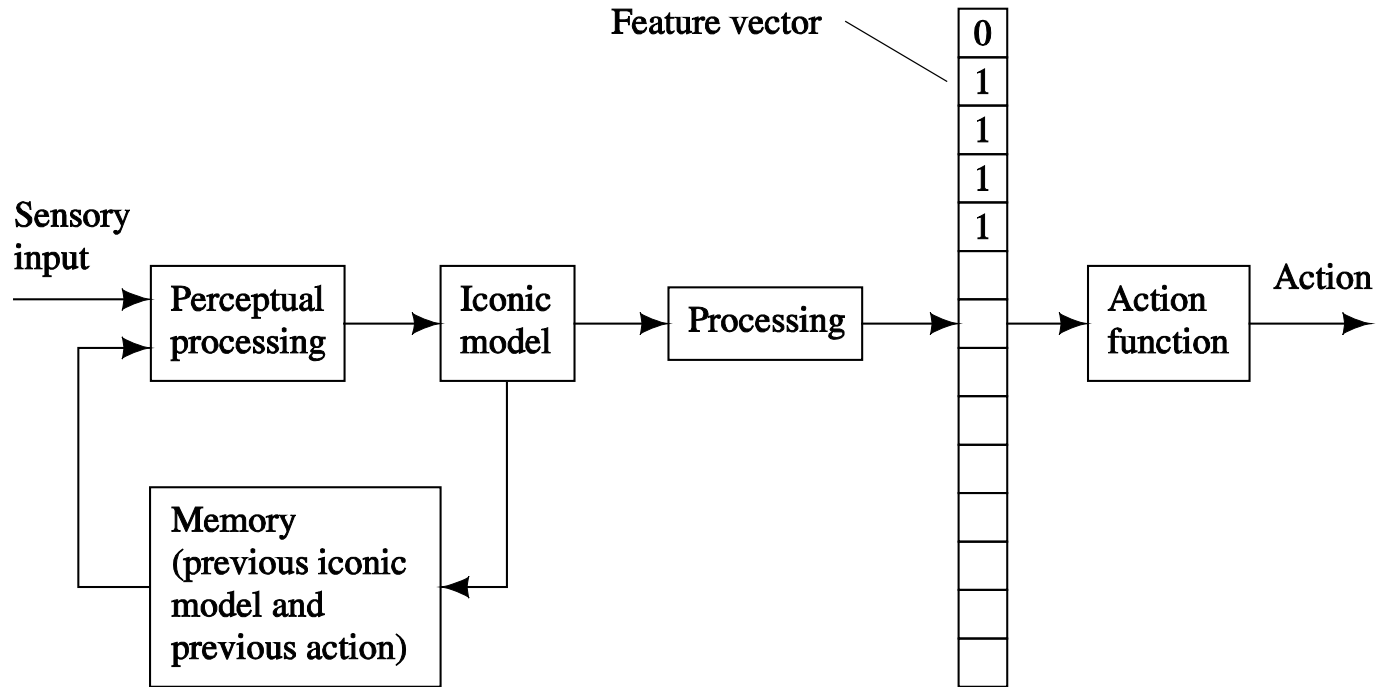 Feature vector
0
1
1
1
1
Sensory
input
Perceptual
processing
Iconic
model
Processing
Action
function
Action
Memory
(previous iconic
model and
previous action)